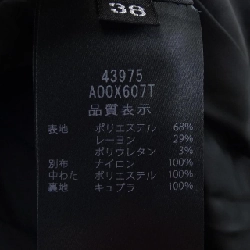 38
43975
A00X607T
品質表示
表地 ポリエステル 68%
レーヨン 29%
ポリウレタン 3%
別布 ナイロン 100%
中わた ポリエステル 100%
裏地 キュプラ 100%